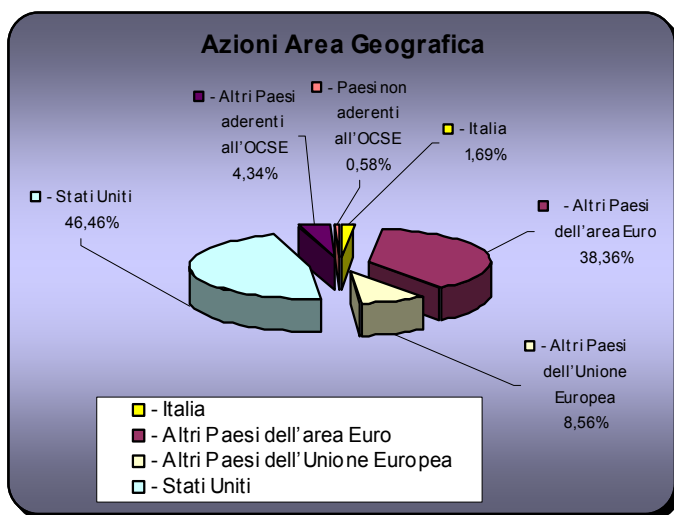 Azioni Area Geografica
- Altri Paesi
aderenti
all'OCSE
4,34%
- Paesi non
aderenti
all'OCSE
0,58%
- Italia
1,69%
- Stati Uniti
46,46%
- Altri Paesi
dell'area Euro
38,36%
- Altri Paesi
dell'Unione
Europea
8,56%
- Italia
- Altri Paesi dell'area Euro
- Altri Paesi dell'Unione Europea
- Stati Uniti